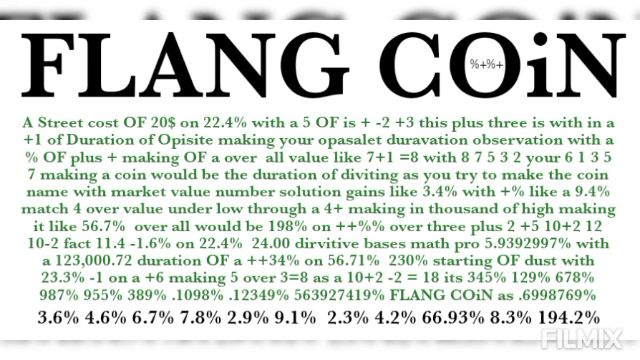 FLANG COiN
%+%+
A Street cost OF 20$ on 22.4% with a 5 OF is + -2 +3 this plus three is with in a
+1 of Duration of Opisite making your opasalet duravation observation with a
% OF plus + making OF a over all value like 7+1 =8 with 8 7 5 3 2 your 6 1 3 5
7 making a coin would be the duration of diviting as you try to make the coin
name with market value number solution gains like 3.4% with +% like a 9.4%
match 4 over value under low through a 4+ making in thousand of high making
it like 56.7% over all would be 198% on ++%% over three plus 2 +5 10+2 12
10-2 fact 11.4 -1.6% on 22.4% 24.00 dirvitive bases math pro 5.9392997% with
a 123,000.72 duration OF a ++34% on 56.71% 230% starting OF dust with
23.3% -1 on a +6 making 5 over 3=8 as a 10+2 -2 = 18 its 345% 129% 678%
987% 955% 389% .1098% .12349% 563927419% FLANG COiN as .6998769%
3.6% 4.6% 6.7% 7.8% 2.9% 9.1% 2.3% 4.2% 66.93% 8.3% 194.2%
FILMIX